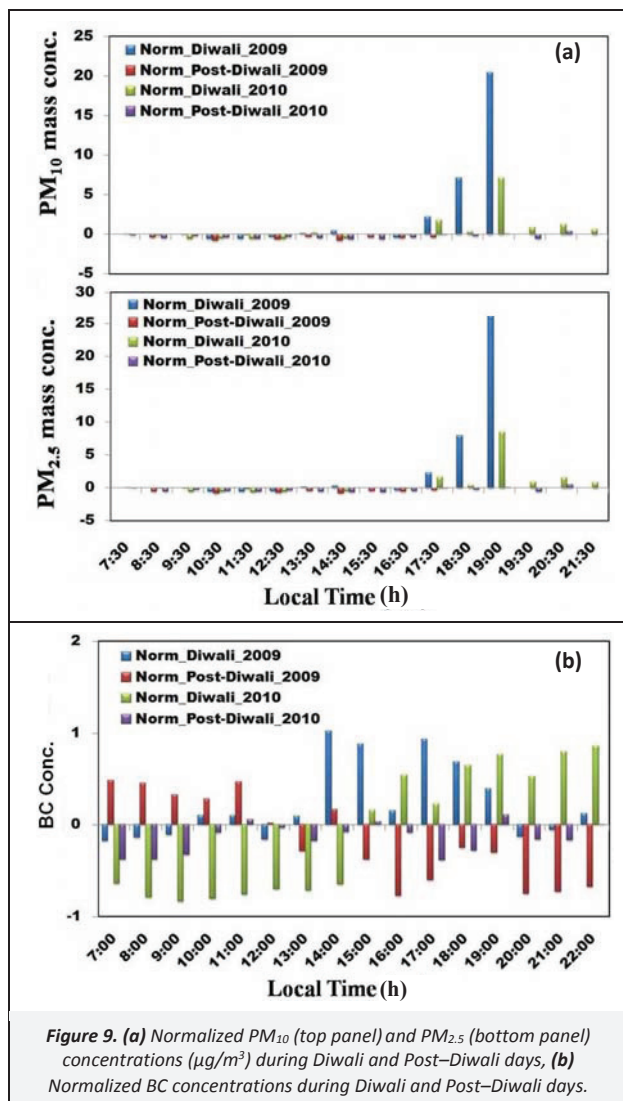 (a)
Norm_Diwali_2009
Norm_Post-Diwali_2009
Norm_Diwali_2010
Norm_Post-Diwali_2010
PM10 mass conc.
25
20
15
10
5
0
-5
Norm_Diwali_2009
Norm_Post-Diwali_2009
Norm_Diwali_2010
Norm_Post-Diwali_2010
PM2.5 mass conc.
30
25
20
15
10
5
0
-5
7:30 8:30 9:30 10:30 11:30 12:30 13:30 14:30 15:30 16:30 17:30 18:30 19:00 19:30 20:30 21:30
Local Time (h)
(b)
Norm_Diwali_2009
Norm_Post-Diwali_2009
Norm_Diwali_2010
Norm_Post-Diwali_2010
BC Conc.
2
1
0
-1
7:00 8:00 9:00 10:00 11:00 12:00 13:00 14:00 15:00 16:00 17:00 18:00 19:00 20:00 21:00 22:00
Local Time (h)
Figure 9. (a) Normalized PM10 (top panel) and PM2.5 (bottom panel)
concentrations (µg/m³) during Diwali and Post–Diwali days, (b)
Normalized BC concentrations during Diwali and Post–Diwali days.